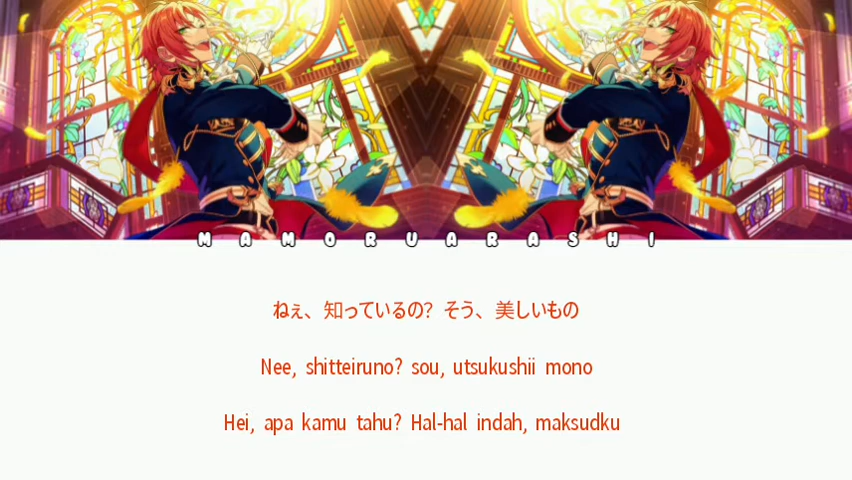 MAMORUARASHI
ねぇ、知っているの? そう、美しいもの
Nee, shitteiruno? sou, utsukushii mono
Hei, apa kamu tahu? Hal-hal indah, maksudku